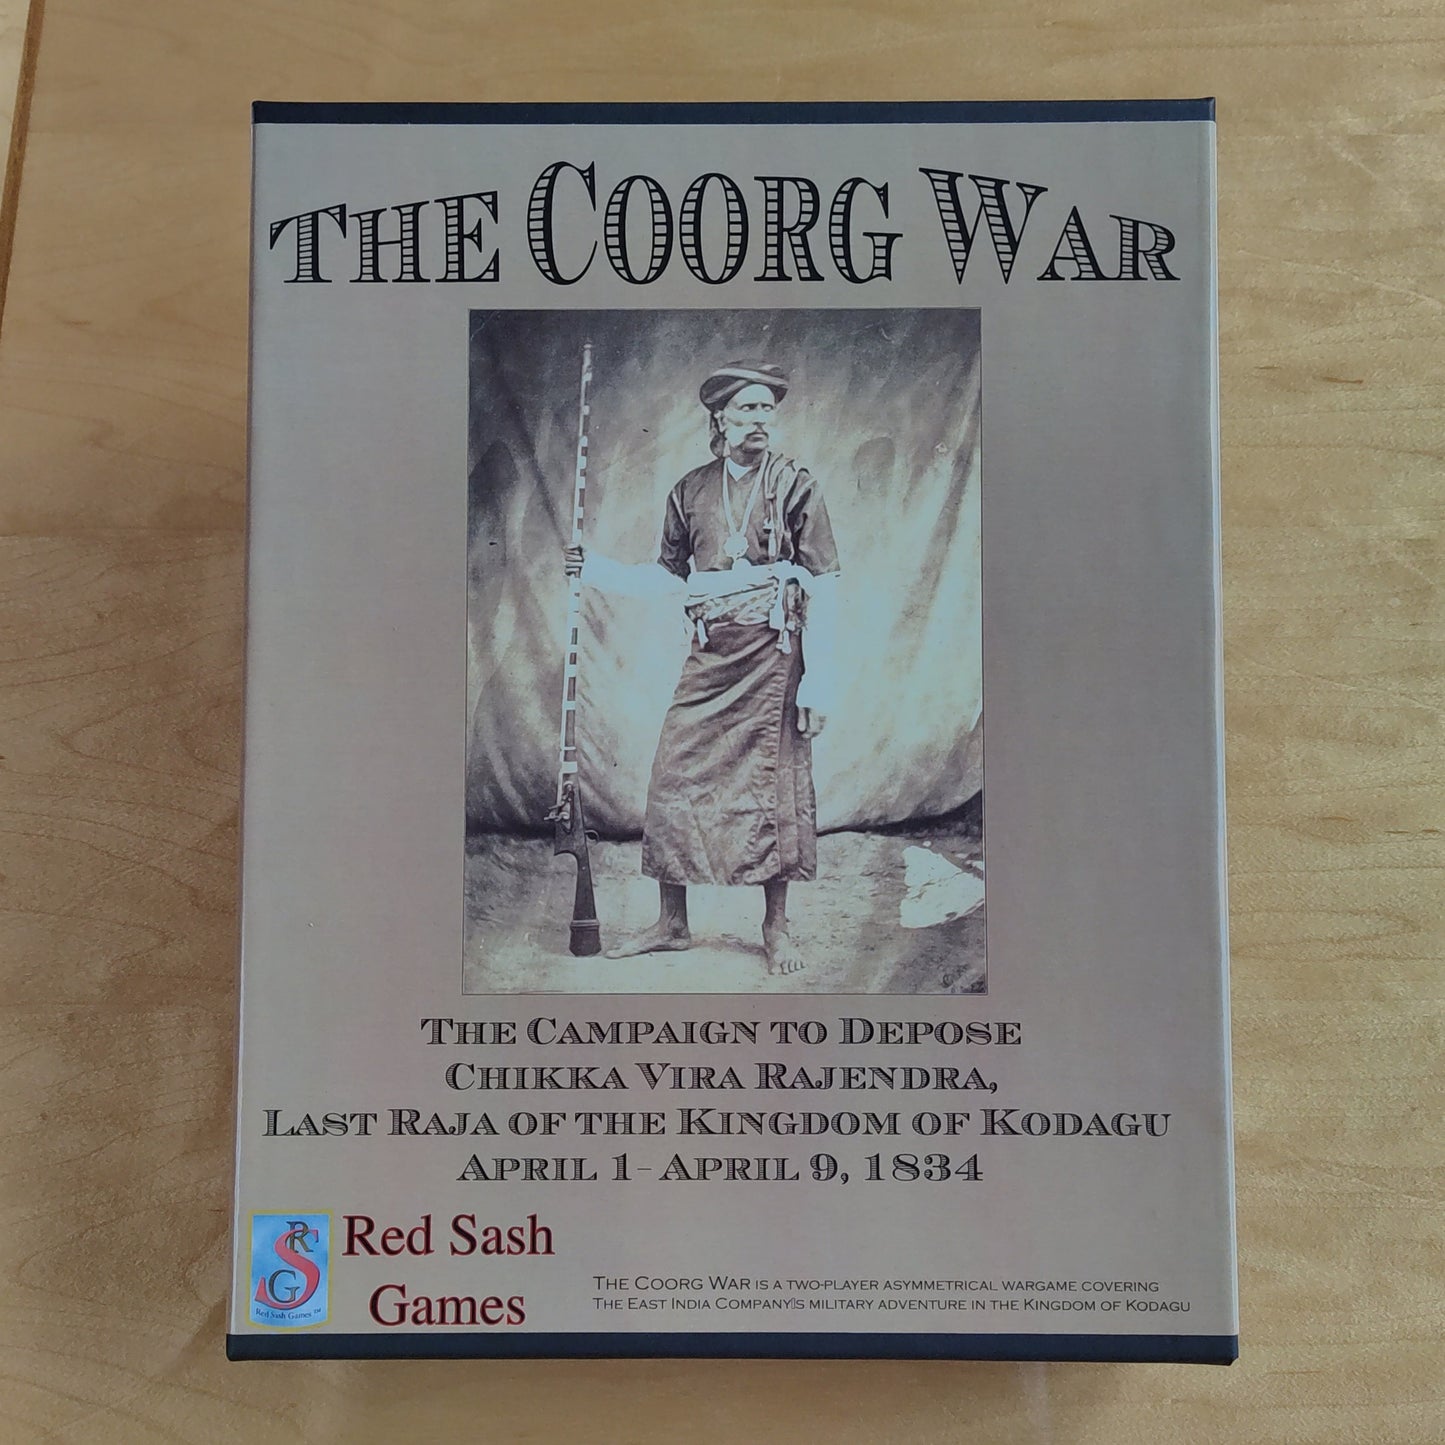 THE COORG WAR
THE CAMPAIGN TO DEPOSE
CHIKKA VIRA RAJENDRA,
LAST RAJA OF THE KINGDOM OF KODAGU
APRIL 1 - APRIL 9, 1834
RSG
Red Sash Games ™
Red Sash
Games
THE COORG WAR IS A TWO-PLAYER ASYMMETRICAL WARGAME COVERING
THE EAST INDIA COMPANY▯S MILITARY ADVENTURE IN THE KINGDOM OF KODAGU